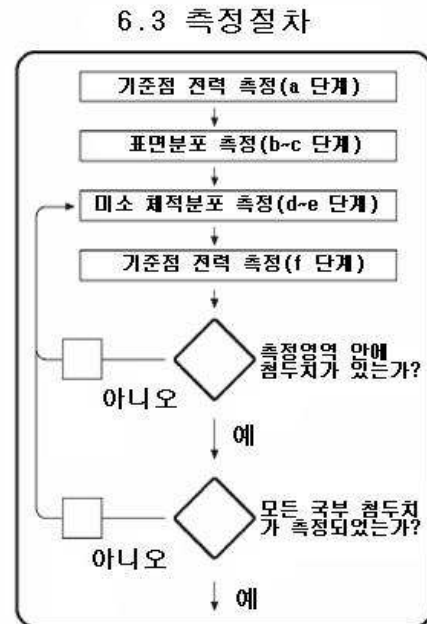 6.3 측정절차
기준점 전력 측정(a 단계)
표면분포 측정(b~c 단계)
미소 체적분포 측정(d~e 단계)
기준점 전력 측정(f 단계)
측정영역 안에
첨두치가 있는가?
아니오
예
모든 국부 첨두치
가 측정되었는가?
아니오
예